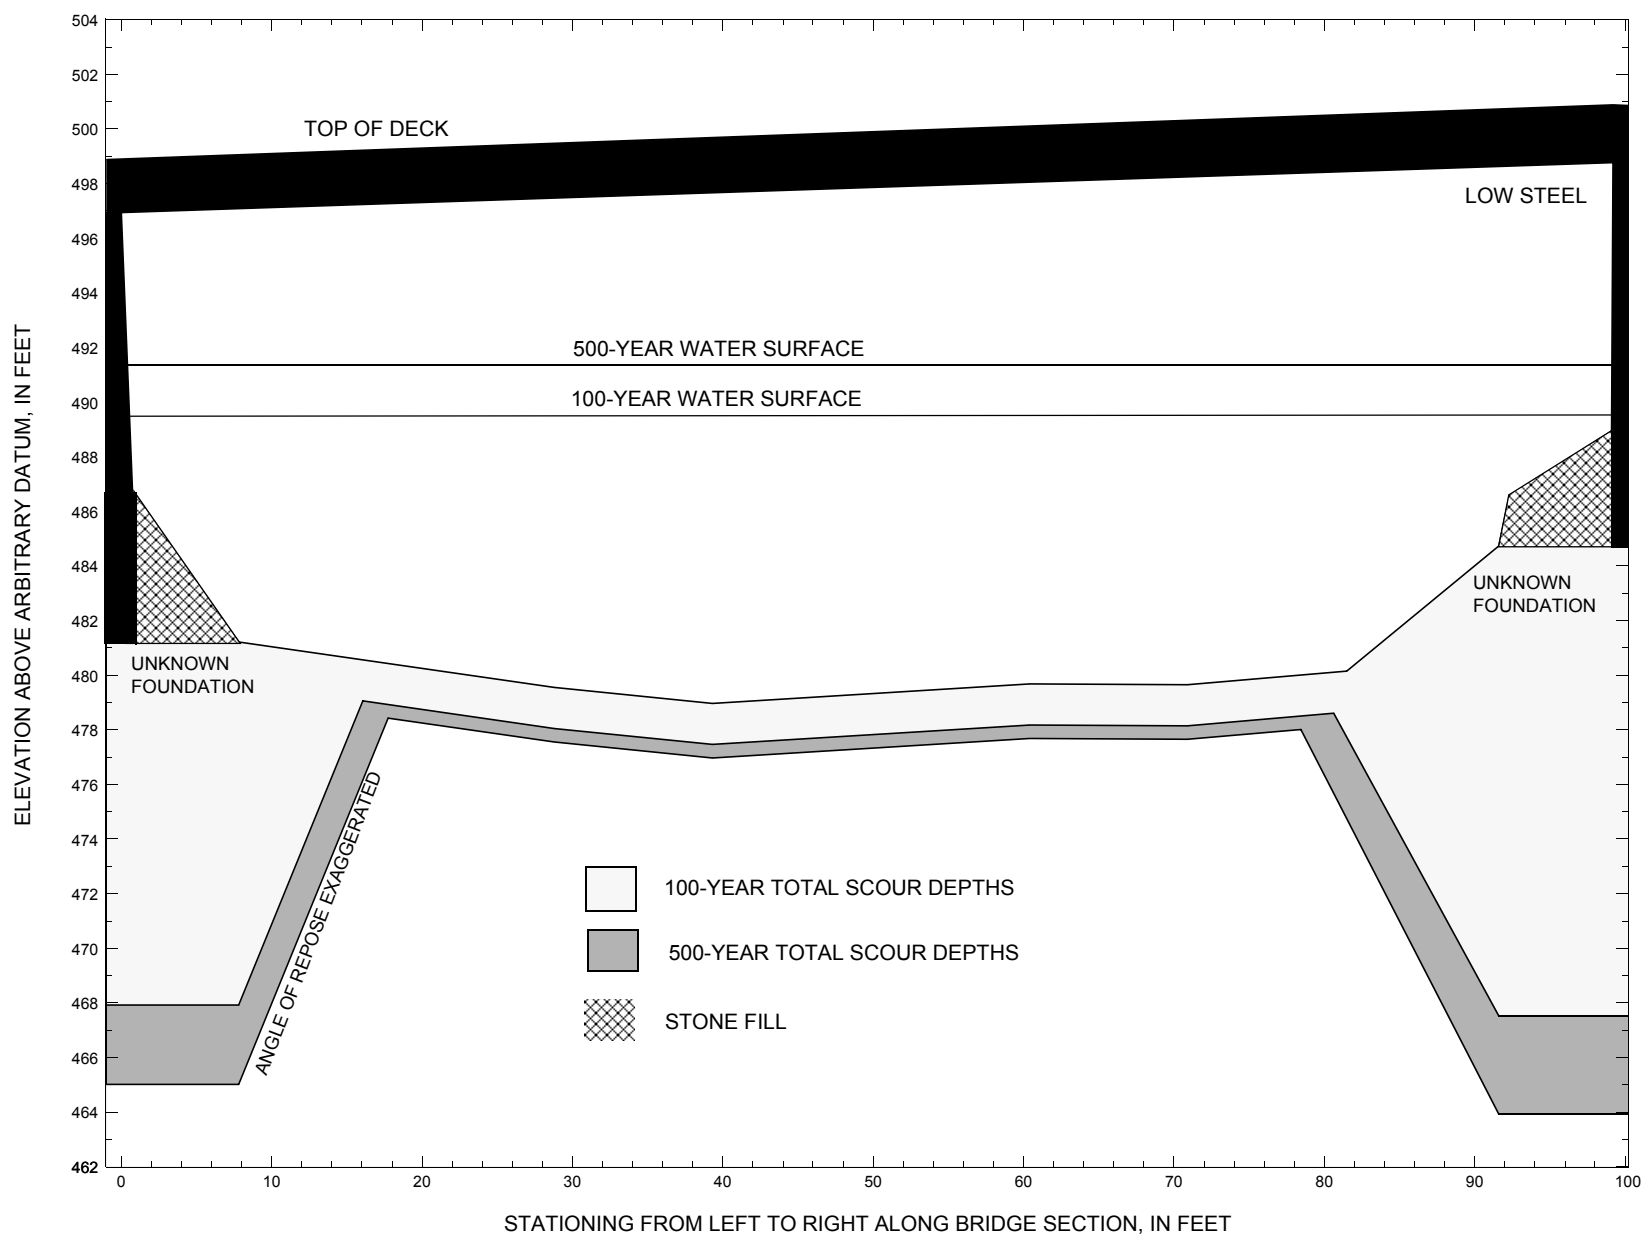 504
502
500
498
496
494
492
490
488
486
484
482
480
478
476
474
472
470
468
466
464
462
ELEVATION ABOVE ARBITRARY DATUM, IN FEET
TOP OF DECK
LOW STEEL
500-YEAR WATER SURFACE
100-YEAR WATER SURFACE
UNKNOWN
FOUNDATION
UNKNOWN
FOUNDATION
ANGLE OF REPOSE EXAGGERATED
100-YEAR TOTAL SCOUR DEPTHS
500-YEAR TOTAL SCOUR DEPTHS
STONE FILL
0 10 20 30 40 50 60 70 80 90 100
STATIONING FROM LEFT TO RIGHT ALONG BRIDGE SECTION, IN FEET